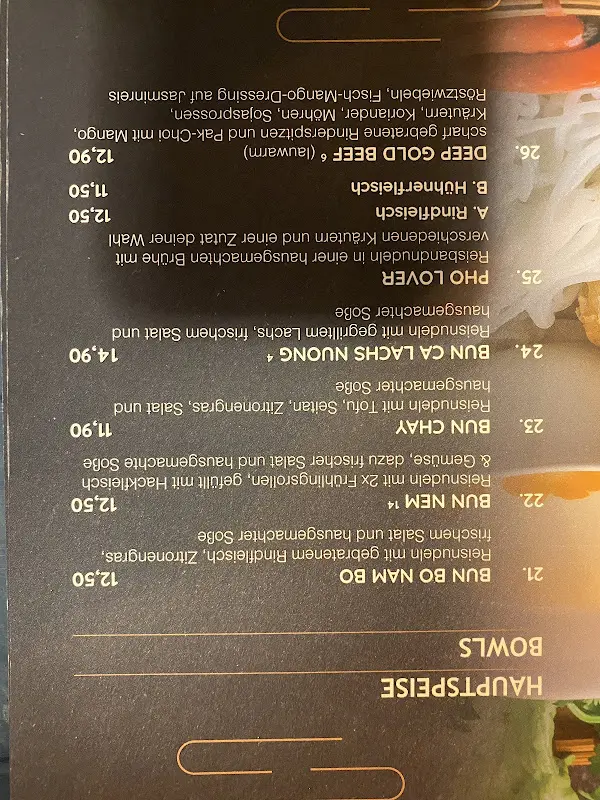 HAUPTSPEISE
BOWLS
21. BUN BO NAM BO 12,50
Reisnudeln mit gebratenem Rindfleisch, Zitronengras,
frischem Salat und hausgemachter Soße
22. BUN NEM 14 12,50
Reisnudeln mit 2x Frühlingsrollen, gefüllt mit Hackfleisch
& Gemüse, dazu frischer Salat und hausgemachte Soße
23. BUN CHAY 11,90
Reisnudeln mit Tofu, Seitan, Zitronengras, Salat und
hausgemachter Soße
24. BUN CA LACHS NUONG 4 14,90
Reisnudeln mit gegrilltem Lachs, frischem Salat und
hausgemachter Soße
25. PHO LOVER
Reisbandnudeln in einer hausgemachten Brühe mit
verschiedenen Kräutern und einer Zutat deiner Wahl
A. Rindfleisch 12,50
B. Hühnerfleisch 11,50
26. DEEP GOLD BEEF 6 (lauwarm) 12,90
scharf gebratene Rinderspitzen und Pak-Choi mit Mango,
Kräutern, Koriander, Möhren, Sojasprossen,
Röstzwiebeln, Fisch-Mango-Dressing auf Jasminreis